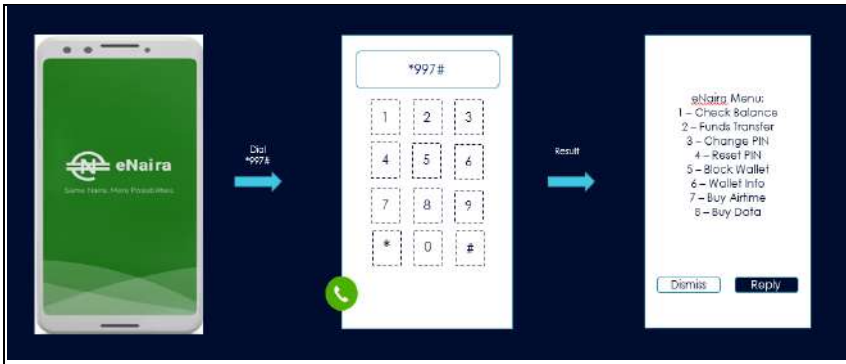 eNaira
Same Naira. More Possibilities.
Dial
*997#
*997#
1 2 3
4 5 6
7 8 9
* 0 #
Result
eNaira Menu:
1 – Check Balance
2 – Funds Transfer
3 – Change PIN
4 – Reset PIN
5 – Block Wallet
6 – Wallet Info
7 – Buy Airtime
8 – Buy Data
Dismiss Reply